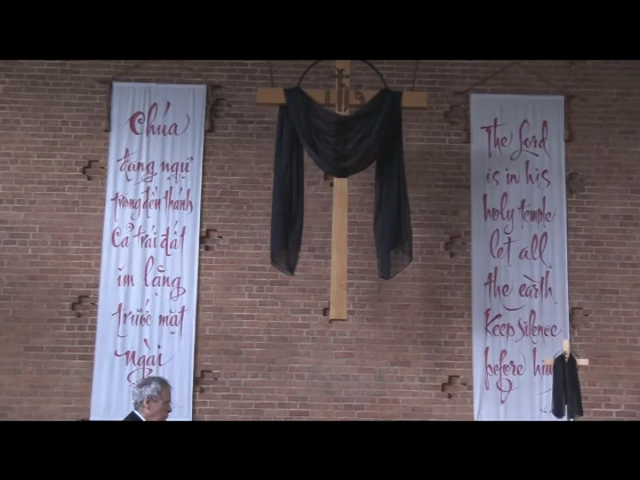 Chúa
đang ngự
trong đền thánh
Cả trái đất
im lặng
trước mặt
Ngài
The Lord
is in his
holy temple
let all
the earth
Keep silence
before him